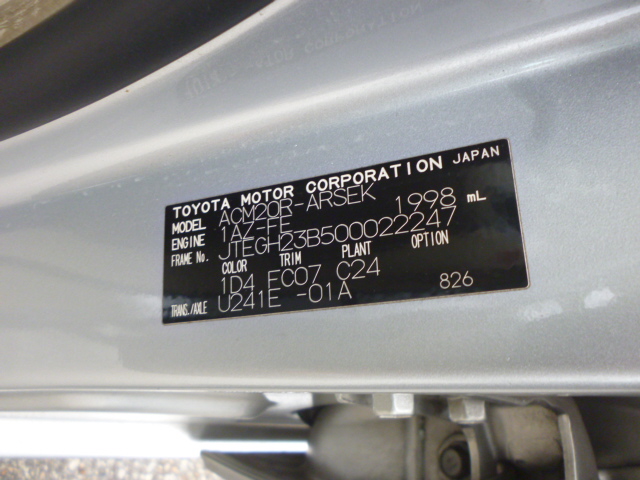 TOYOTA MOTOR CORPORATION JAPAN
MODEL ACM20R-ARSEK 1998 mL
ENGINE 1AZ-FE
FRAME No. JTEGH23B500022247
COLOR TRIM PLANT OPTION
1D4 FC07 C24
TRANS./AXLE U241E -01A 826